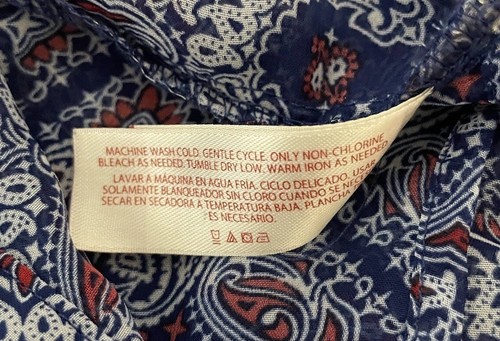 MACHINE WASH COLD. GENTLE CYCLE. ONLY NON-CHLORINE
BLEACH AS NEEDED. TUMBLE DRY LOW. WARM IRON AS NEEDED.
LAVAR A MÁQUINA EN AGUA FRÍA. CICLO DELICADO. USAR
SOLAMENTE BLANQUEADOR SIN CLORO CUANDO SE NECE
SECAR EN SECADORA A TEMPERATURA BAJA. PLANCHA
ES NECESARIO.